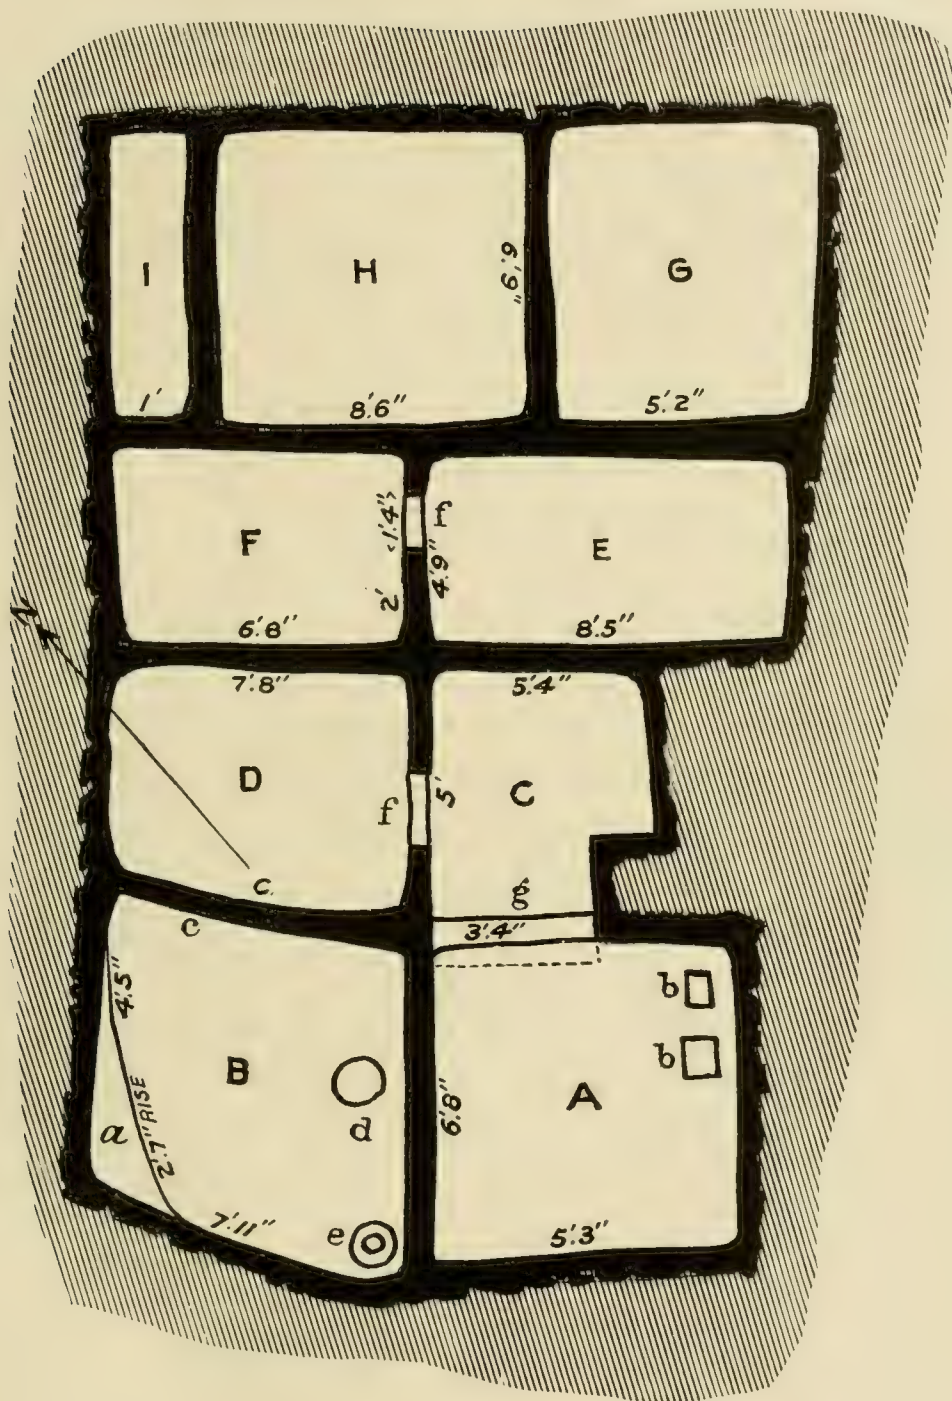 I
H
6'9"
G
1'
8'6"
5'2"
F
<1'4">
f
2'
4'9"
E
6'8"
8'5"
N
7'8"
5'4"
D
f
5'
C
C.
g
3'4"
c
4'5"
B
a
2'7" RISE
d
7'11"
e
b
b
A
6'8"
5'3"